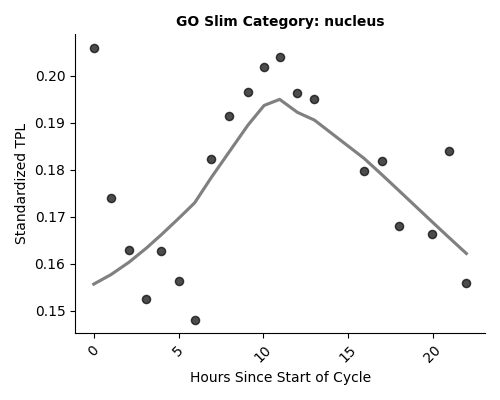 GO Slim Category: nucleus
0.20
0.19
0.18
0.17
0.16
0.15
Standardized TPL
0 5 10 15 20
Hours Since Start of Cycle